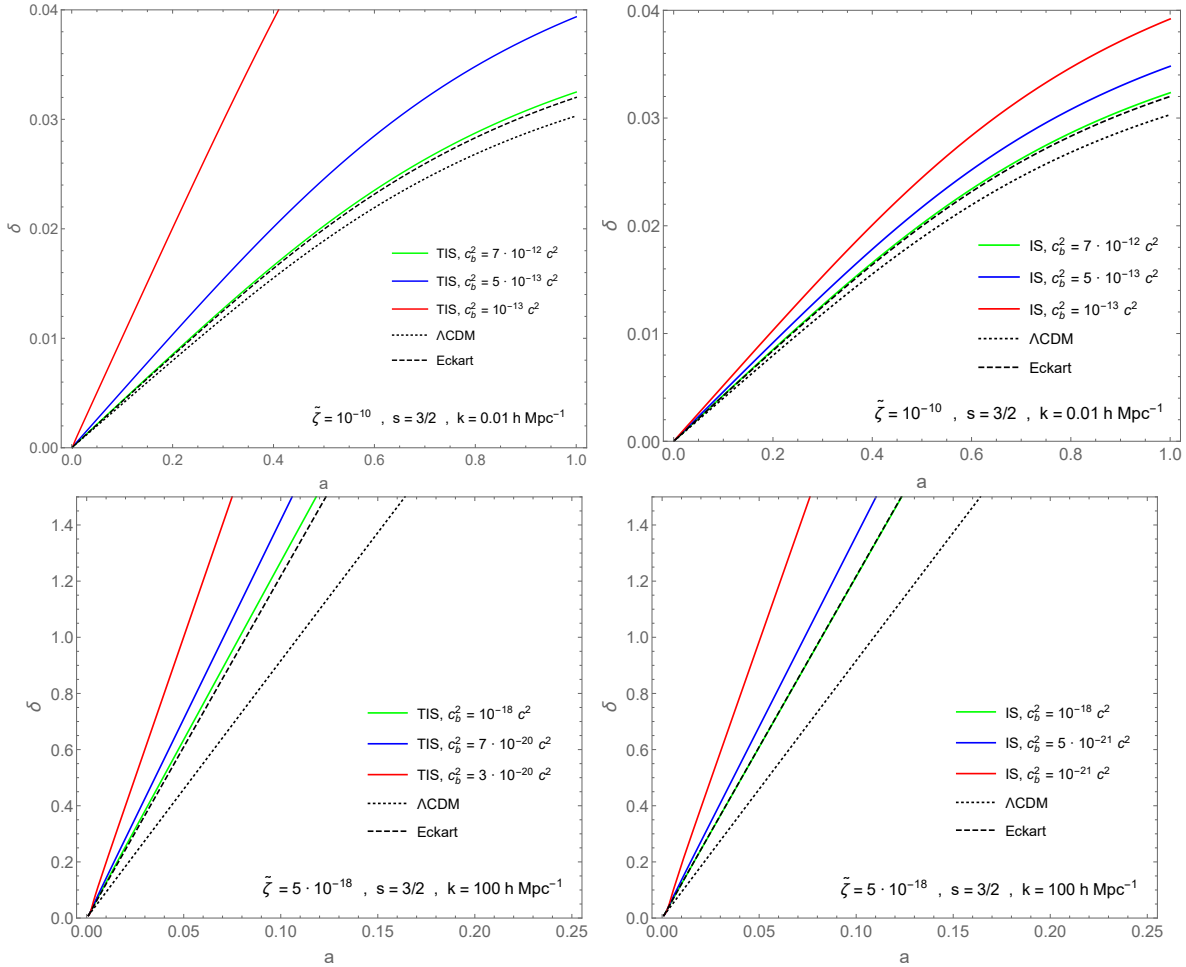 0.04
0.03
0.02
0.01
0.00
δ
TIS, c_b^2 = 7 · 10^-12 c^2
TIS, c_b^2 = 5 · 10^-13 c^2
TIS, c_b^2 = 10^-13 c^2
ΛCDM
Eckart
ζ̃ = 10^-10 , s = 3/2 , k = 0.01 h Mpc^-1
0.0 0.2 0.4 0.6 0.8 1.0
a
0.04
0.03
0.02
0.01
0.00
δ
IS, c_b^2 = 7 · 10^-12 c^2
IS, c_b^2 = 5 · 10^-13 c^2
IS, c_b^2 = 10^-13 c^2
ΛCDM
Eckart
ζ̃ = 10^-10 , s = 3/2 , k = 0.01 h Mpc^-1
0.0 0.2 0.4 0.6 0.8 1.0
a
1.4
1.2
1.0
0.8
0.6
0.4
0.2
0.0
δ
TIS, c_b^2 = 10^-18 c^2
TIS, c_b^2 = 7 · 10^-20 c^2
TIS, c_b^2 = 3 · 10^-20 c^2
ΛCDM
Eckart
ζ̃ = 5 · 10^-18 , s = 3/2 , k = 100 h Mpc^-1
0.00 0.05 0.10 0.15 0.20 0.25
a
1.4
1.2
1.0
0.8
0.6
0.4
0.2
0.0
δ
IS, c_b^2 = 10^-18 c^2
IS, c_b^2 = 5 · 10^-21 c^2
IS, c_b^2 = 10^-21 c^2
ΛCDM
Eckart
ζ̃ = 5 · 10^-18 , s = 3/2 , k = 100 h Mpc^-1
0.00 0.05 0.10 0.15 0.20 0.25
a